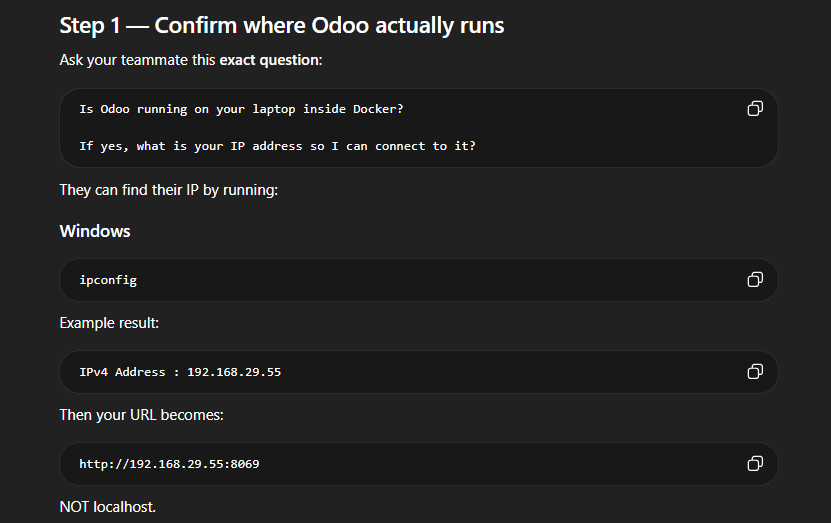 Step 1 — Confirm where Odoo actually runs
Ask your teammate this exact question:
Is Odoo running on your laptop inside Docker?
If yes, what is your IP address so I can connect to it?
They can find their IP by running:
Windows
ipconfig
Example result:
IPv4 Address : 192.168.29.55
Then your URL becomes:
http://192.168.29.55:8069
NOT localhost.